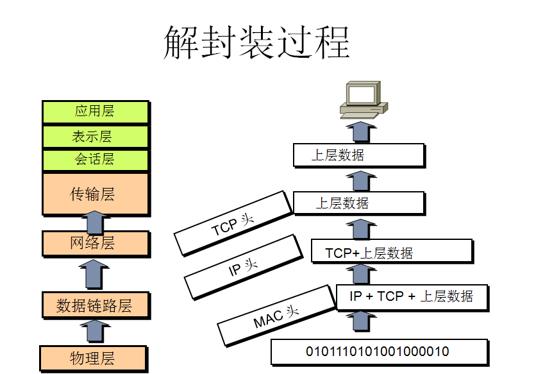 解封装过程
应用层
表示层
会话层
传输层
网络层
数据链路层
物理层
上层数据
上层数据
TCP 头
TCP+上层数据
IP 头
IP + TCP + 上层数据
MAC 头
0101110101001000010